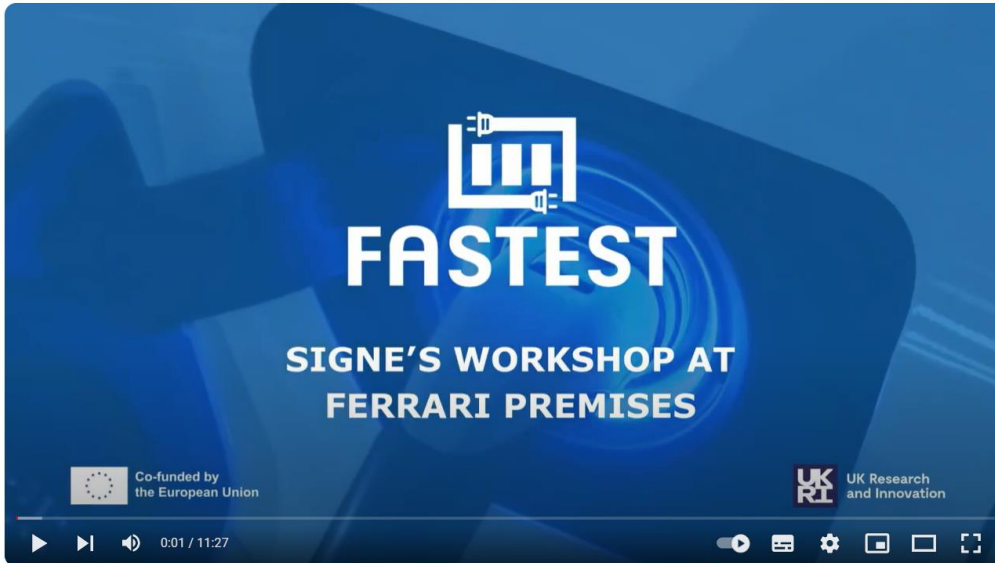 FASTEST
SIGNE’S WORKSHOP AT
FERRARI PREMISES
Co-funded by
the European Union
UK
RI
UK Research
and Innovation
0:01 / 11:27